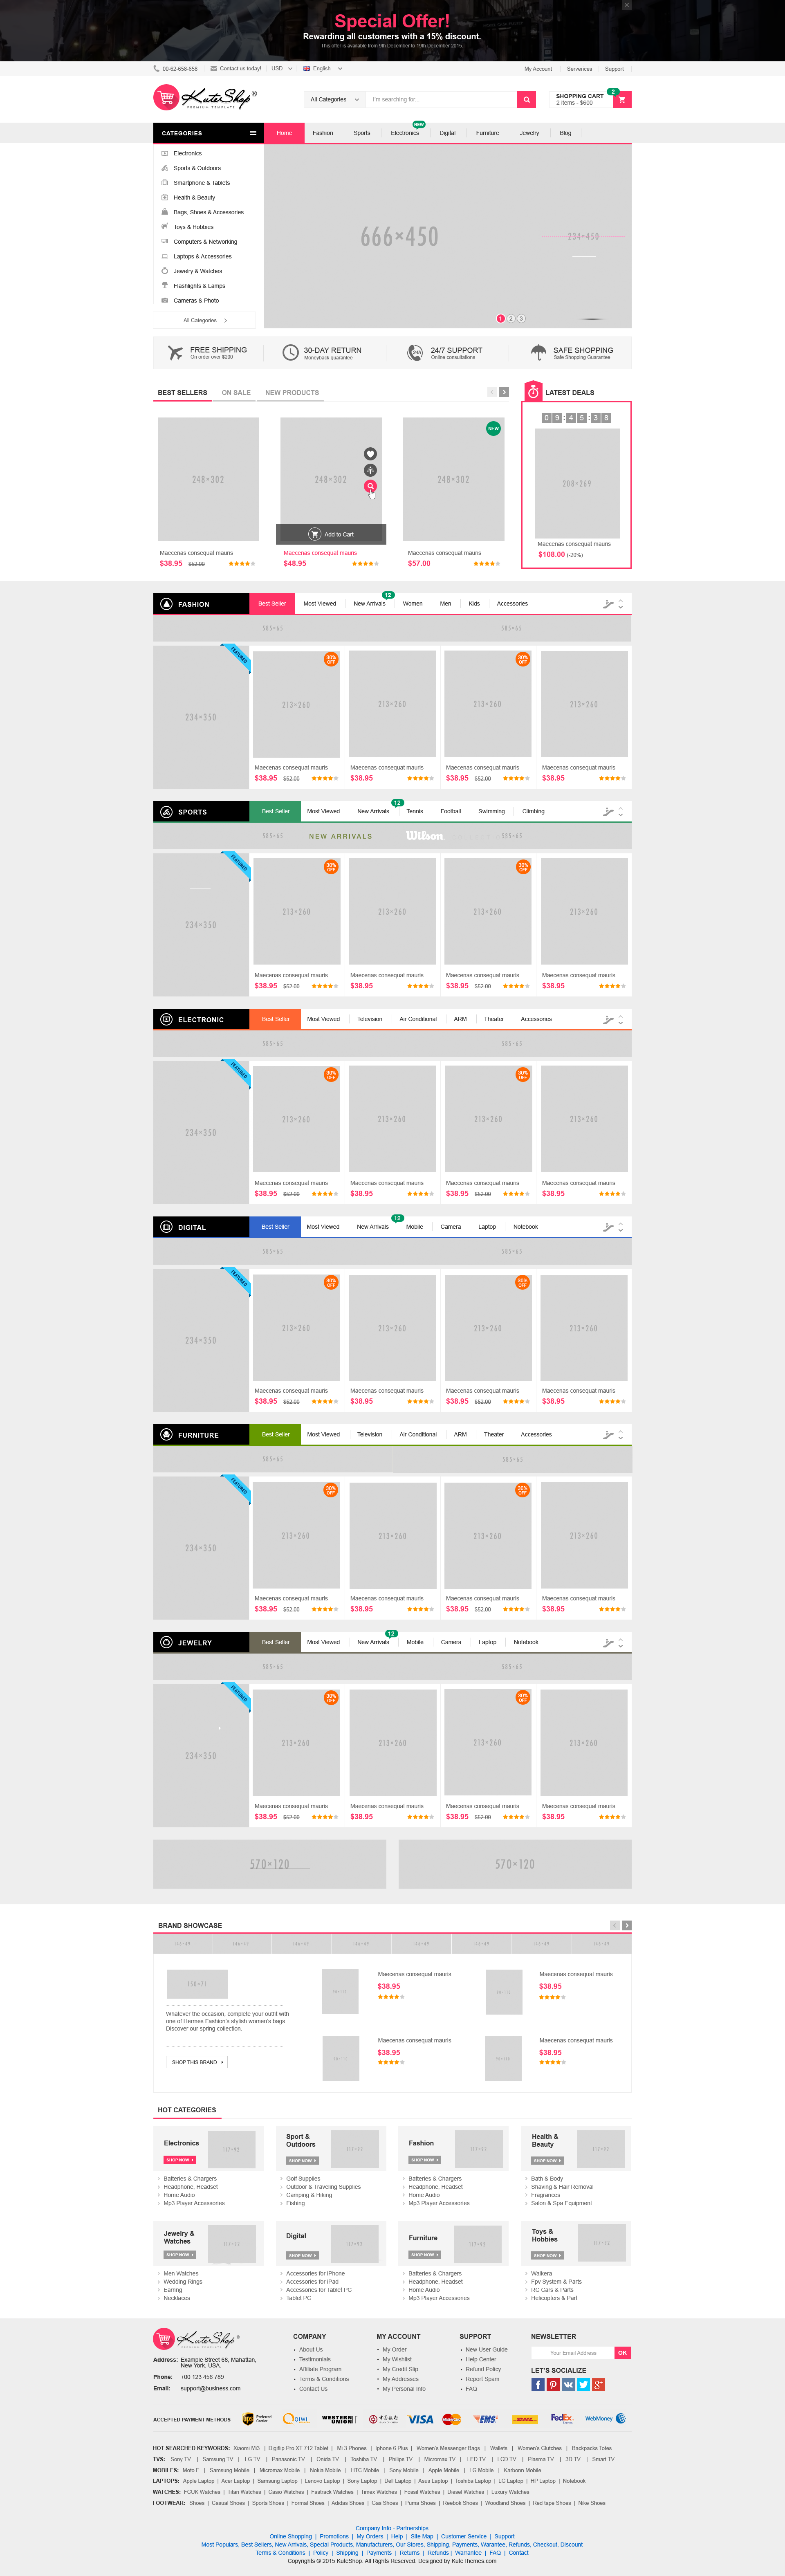 Special Offer!
Rewarding all customers with a 15% discount.
This offer is available from 9th December to 19th December 2015.
00-62-658-658 Contact us today! USD English My Account Serverices Support
KuteShop®
PREMIUM TEMPLATE
All Categories I'm searching for... SHOPPING CART 2
2 items - $600
CATEGORIES Home Fashion Sports Electronics NEW Digital Furniture Jewelry Blog
Electronics
Sports & Outdoors
Smartphone & Tablets
Health & Beauty
Bags, Shoes & Accessories
Toys & Hobbies
Computers & Networking
Laptops & Accessories
Jewelry & Watches
Flashlights & Lamps
Cameras & Photo
All Categories
666×450 234×450
1 2 3
FREE SHIPPING 30-DAY RETURN 24/7 SUPPORT SAFE SHOPPING
On order over $200 Moneyback guarantee Online consultations Safe Shopping Guarantee
BEST SELLERS ON SALE NEW PRODUCTS LATEST DEALS
0 9 : 4 5 : 3 8
NEW
248×302 248×302 248×302 208×269
Add to Cart
Maecenas consequat mauris Maecenas consequat mauris Maecenas consequat mauris Maecenas consequat mauris
$38.95 $52.00 $48.95 $57.00 $108.00 (-20%)
FASHION Best Seller Most Viewed New Arrivals 12 Women Men Kids Accessories
585×65 585×65
FEATURED 30% OFF 30% OFF
234×350 213×260 213×260 213×260 213×260
Maecenas consequat mauris Maecenas consequat mauris Maecenas consequat mauris Maecenas consequat mauris
$38.95 $52.00 $38.95 $38.95 $52.00 $38.95
SPORTS Best Seller Most Viewed New Arrivals 12 Tennis Football Swimming Climbing
585×65 NEW ARRIVALS Wilson 585×65
FEATURED 30% OFF 30% OFF
234×350 213×260 213×260 213×260 213×260
Maecenas consequat mauris Maecenas consequat mauris Maecenas consequat mauris Maecenas consequat mauris
$38.95 $52.00 $38.95 $38.95 $52.00 $38.95
ELECTRONIC Best Seller Most Viewed Television Air Conditional ARM Theater Accessories
585×65 585×65
FEATURED 30% OFF 30% OFF
234×350 213×260 213×260 213×260 213×260
Maecenas consequat mauris Maecenas consequat mauris Maecenas consequat mauris Maecenas consequat mauris
$38.95 $52.00 $38.95 $38.95 $52.00 $38.95
DIGITAL Best Seller Most Viewed New Arrivals 12 Mobile Camera Laptop Notebook
585×65 585×65
FEATURED 30% OFF 30% OFF
234×350 213×260 213×260 213×260 213×260
Maecenas consequat mauris Maecenas consequat mauris Maecenas consequat mauris Maecenas consequat mauris
$38.95 $52.00 $38.95 $38.95 $52.00 $38.95
FURNITURE Best Seller Most Viewed Television Air Conditional ARM Theater Accessories
585×65 585×65
FEATURED 30% OFF 30% OFF
234×350 213×260 213×260 213×260 213×260
Maecenas consequat mauris Maecenas consequat mauris Maecenas consequat mauris Maecenas consequat mauris
$38.95 $52.00 $38.95 $38.95 $52.00 $38.95
JEWELRY Best Seller Most Viewed New Arrivals 12 Mobile Camera Laptop Notebook
585×65 585×65
FEATURED 30% OFF 30% OFF
234×350 213×260 213×260 213×260 213×260
Maecenas consequat mauris Maecenas consequat mauris Maecenas consequat mauris Maecenas consequat mauris
$38.95 $52.00 $38.95 $38.95 $52.00 $38.95
570×120 570×120
BRAND SHOWCASE
Maecenas consequat mauris Maecenas consequat mauris
$38.95 $38.95
Whatever the occasion, complete your outfit with
one of Hermes Fashion's stylish women's bags.
Discover our spring collection.
Maecenas consequat mauris Maecenas consequat mauris
$38.95 $38.95
SHOP THIS BRAND
HOT CATEGORIES
Electronics Sport & Outdoors Fashion Health & Beauty
SHOP NOW SHOP NOW SHOP NOW SHOP NOW
Batteries & Chargers Golf Supplies Batteries & Chargers Bath & Body
Headphone, Headset Outdoor & Traveling Supplies Headphone, Headset Shaving & Hair Removal
Home Audio Camping & Hiking Home Audio Fragrances
Mp3 Player Accessories Fishing Mp3 Player Accessories Salon & Spa Equipment
Jewelry & Watches Digital Furniture Toys & Hobbies
SHOP NOW SHOP NOW SHOP NOW SHOP NOW
Men Watches Accessories for iPhone Batteries & Chargers Walkera
Wedding Rings Accessories for iPad Headphone, Headset Fpv System & Parts
Earring Accessories for Tablet PC Home Audio RC Cars & Parts
Necklaces Tablet PC Mp3 Player Accessories Helicopters & Part
KuteShop®
PREMIUM TEMPLATE
Address: Example Street 68, Mahattan,
New York, USA.
Phone: +00 123 456 789
Email: support@business.com
COMPANY
About Us
Testimonials
Affiliate Program
Terms & Conditions
Contact Us
MY ACCOUNT
My Order
My Wishlist
My Credit Slip
My Addresses
My Personal Info
SUPPORT
New User Guide
Help Center
Refund Policy
Report Spam
FAQ
NEWSLETTER
Your Email Address OK
LET'S SOCIALIZE
ACCEPTED PAYMENT METHODS ups Preferred Carrier QIWI WESTERN UNION VISA MasterCard EMS DHL FedEx WebMoney
HOT SEARCHED KEYWORDS: Xiaomi Mi3 | Digiflip Pro XT 712 Tablet | Mi 3 Phones | Iphone 6 Plus | Women's Messenger Bags | Wallets | Women's Clutches | Backpacks Totes
TVS: Sony TV | Samsung TV | LG TV | Panasonic TV | Onida TV | Toshiba TV | Philips TV | Micromax TV | LED TV | LCD TV | Plasma TV | 3D TV | Smart TV
MOBILES: Moto E | Samsung Mobile | Micromax Mobile | Nokia Mobile | HTC Mobile | Sony Mobile | Apple Mobile | LG Mobile | Karbonn Mobile
LAPTOPS: Apple Laptop | Acer Laptop | Samsung Laptop | Lenovo Laptop | Sony Laptop | Dell Laptop | Asus Laptop | Toshiba Laptop | LG Laptop | HP Laptop | Notebook
WATCHES: FCUK Watches | Titan Watches | Casio Watches | Fastrack Watches | Timex Watches | Fossil Watches | Diesel Watches | Luxury Watches
FOOTWEAR: Shoes | Casual Shoes | Sports Shoes | Formal Shoes | Adidas Shoes | Gas Shoes | Puma Shoes | Reebok Shoes | Woodland Shoes | Red tape Shoes | Nike Shoes
Company Info - Partnerships
Online Shopping | Promotions | My Orders | Help | Site Map | Customer Service | Support
Most Populars, Best Sellers, New Arrivals, Special Products, Manufacturers, Our Stores, Shipping, Payments, Warantee, Refunds, Checkout, Discount
Terms & Conditions | Policy | Shipping | Payments | Returns | Refunds | Warrantee | FAQ | Contact
Copyrights © 2015 KuteShop. All Rights Reserved. Designed by KuteThemes.com